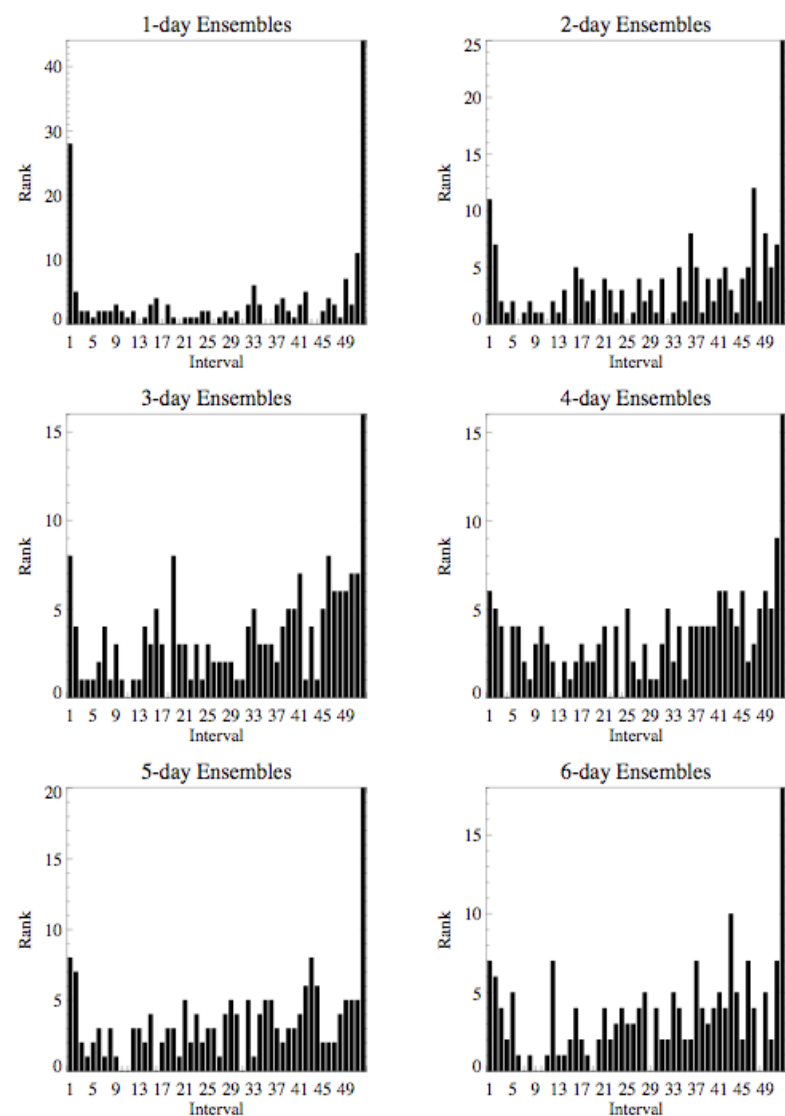 1-day Ensembles
40
30
20
10
0
Rank
1 5 9 13 17 21 25 29 33 37 41 45 49
Interval
2-day Ensembles
25
20
15
10
5
0
Rank
1 5 9 13 17 21 25 29 33 37 41 45 49
Interval
3-day Ensembles
15
10
5
0
Rank
1 5 9 13 17 21 25 29 33 37 41 45 49
Interval
4-day Ensembles
15
10
5
0
Rank
1 5 9 13 17 21 25 29 33 37 41 45 49
Interval
5-day Ensembles
20
15
10
5
0
Rank
1 5 9 13 17 21 25 29 33 37 41 45 49
Interval
6-day Ensembles
15
10
5
0
Rank
1 5 9 13 17 21 25 29 33 37 41 45 49
Interval